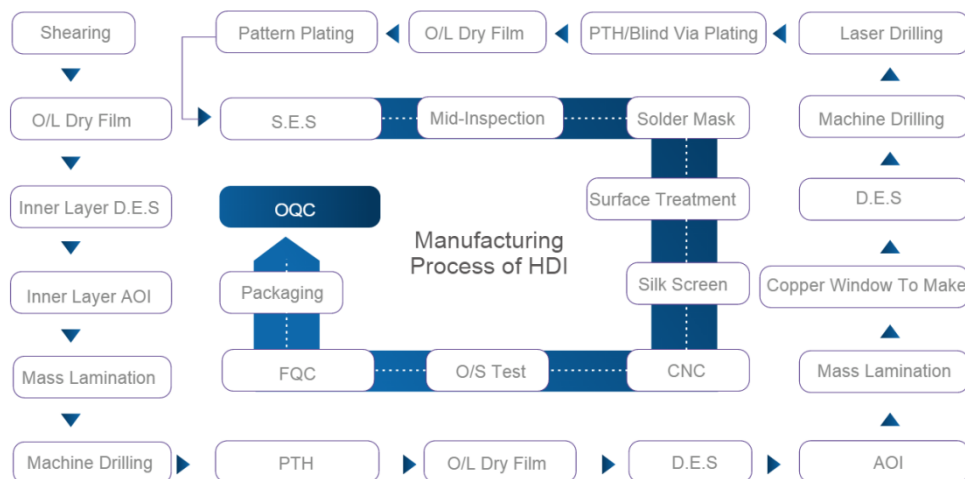 Shearing
Pattern Plating
O/L Dry Film
PTH/Blind Via Plating
Laser Drilling
O/L Dry Film
S.E.S
Mid-Inspection
Solder Mask
Machine Drilling
Inner Layer D.E.S
OQC
Surface Treatment
D.E.S
Manufacturing
Process of HDI
Inner Layer AOI
Packaging
Silk Screen
Copper Window To Make
Mass Lamination
FQC
O/S Test
CNC
Mass Lamination
Machine Drilling
PTH
O/L Dry Film
D.E.S
AOI